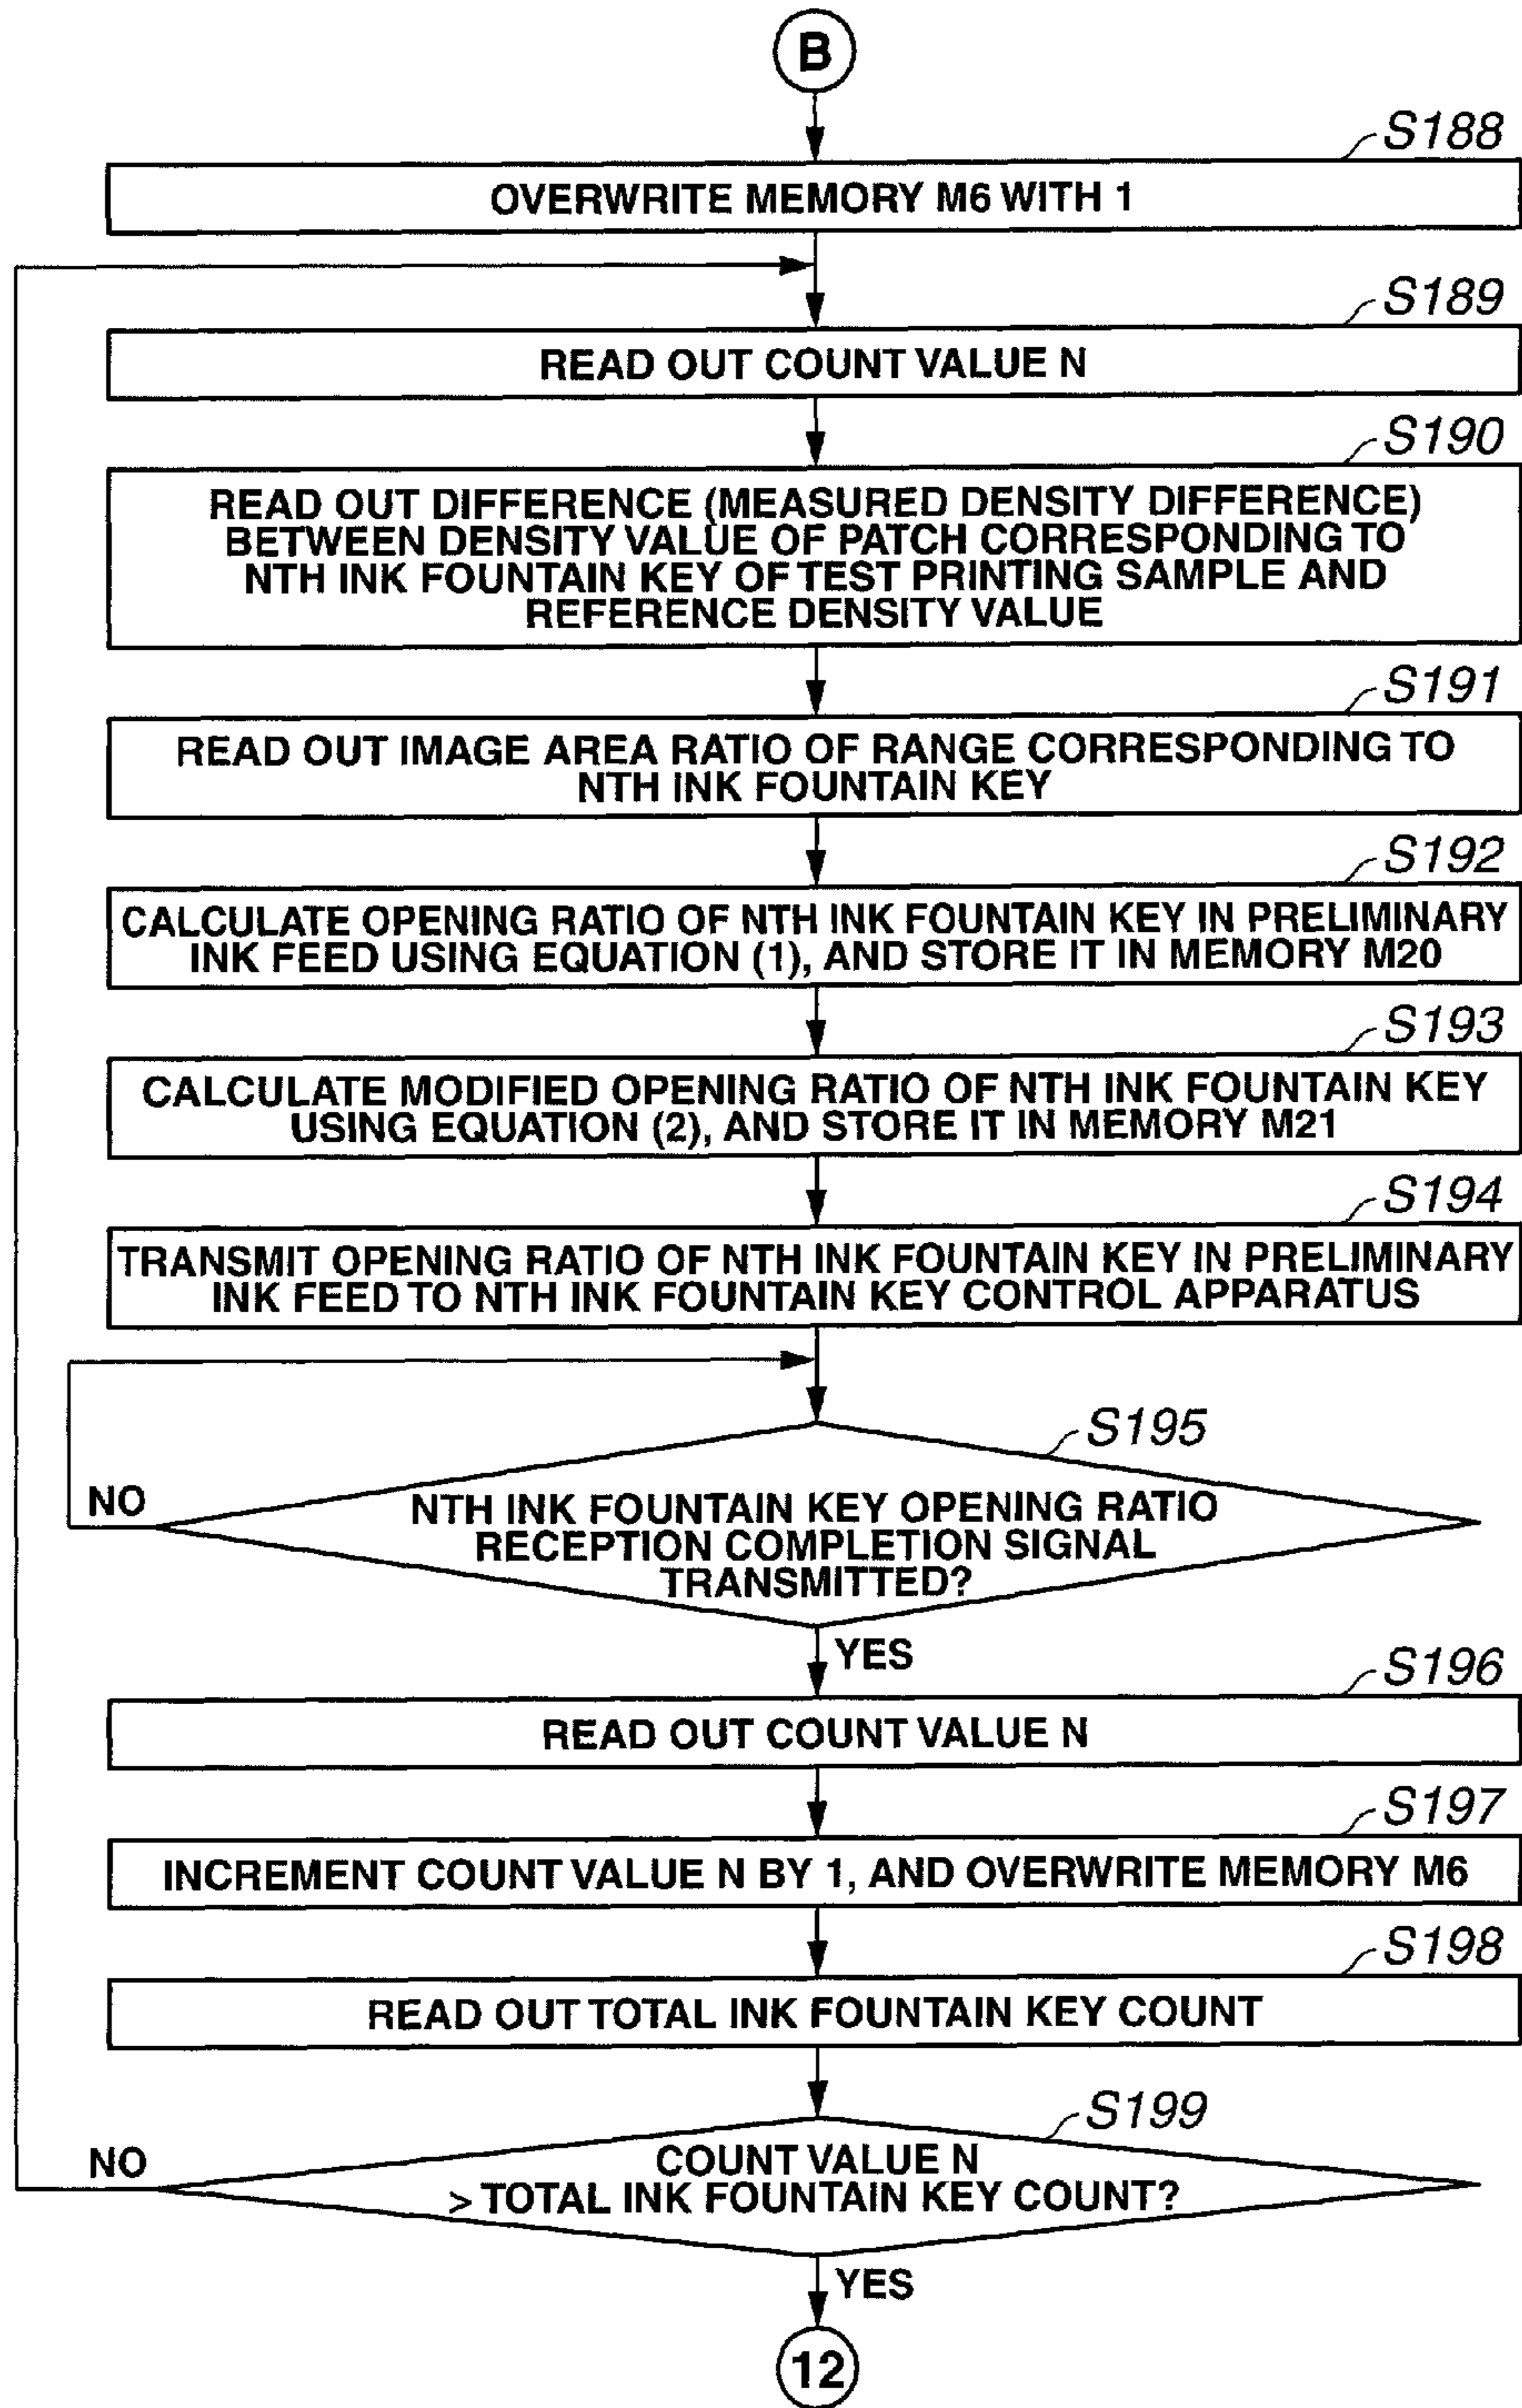 B
S188
OVERWRITE MEMORY M6 WITH 1
S189
READ OUT COUNT VALUE N
S190
READ OUT DIFFERENCE (MEASURED DENSITY DIFFERENCE)
BETWEEN DENSITY VALUE OF PATCH CORRESPONDING TO
NTH INK FOUNTAIN KEY OF TEST PRINTING SAMPLE AND
REFERENCE DENSITY VALUE
S191
READ OUT IMAGE AREA RATIO OF RANGE CORRESPONDING TO
NTH INK FOUNTAIN KEY
S192
CALCULATE OPENING RATIO OF NTH INK FOUNTAIN KEY IN PRELIMINARY
INK FEED USING EQUATION (1), AND STORE IT IN MEMORY M20
S193
CALCULATE MODIFIED OPENING RATIO OF NTH INK FOUNTAIN KEY
USING EQUATION (2), AND STORE IT IN MEMORY M21
S194
TRANSMIT OPENING RATIO OF NTH INK FOUNTAIN KEY IN PRELIMINARY
INK FEED TO NTH INK FOUNTAIN KEY CONTROL APPARATUS
S195
NO
NTH INK FOUNTAIN KEY OPENING RATIO
RECEPTION COMPLETION SIGNAL
TRANSMITTED?
YES
S196
READ OUT COUNT VALUE N
S197
INCREMENT COUNT VALUE N BY 1, AND OVERWRITE MEMORY M6
S198
READ OUT TOTAL INK FOUNTAIN KEY COUNT
S199
NO
COUNT VALUE N
> TOTAL INK FOUNTAIN KEY COUNT?
YES
12